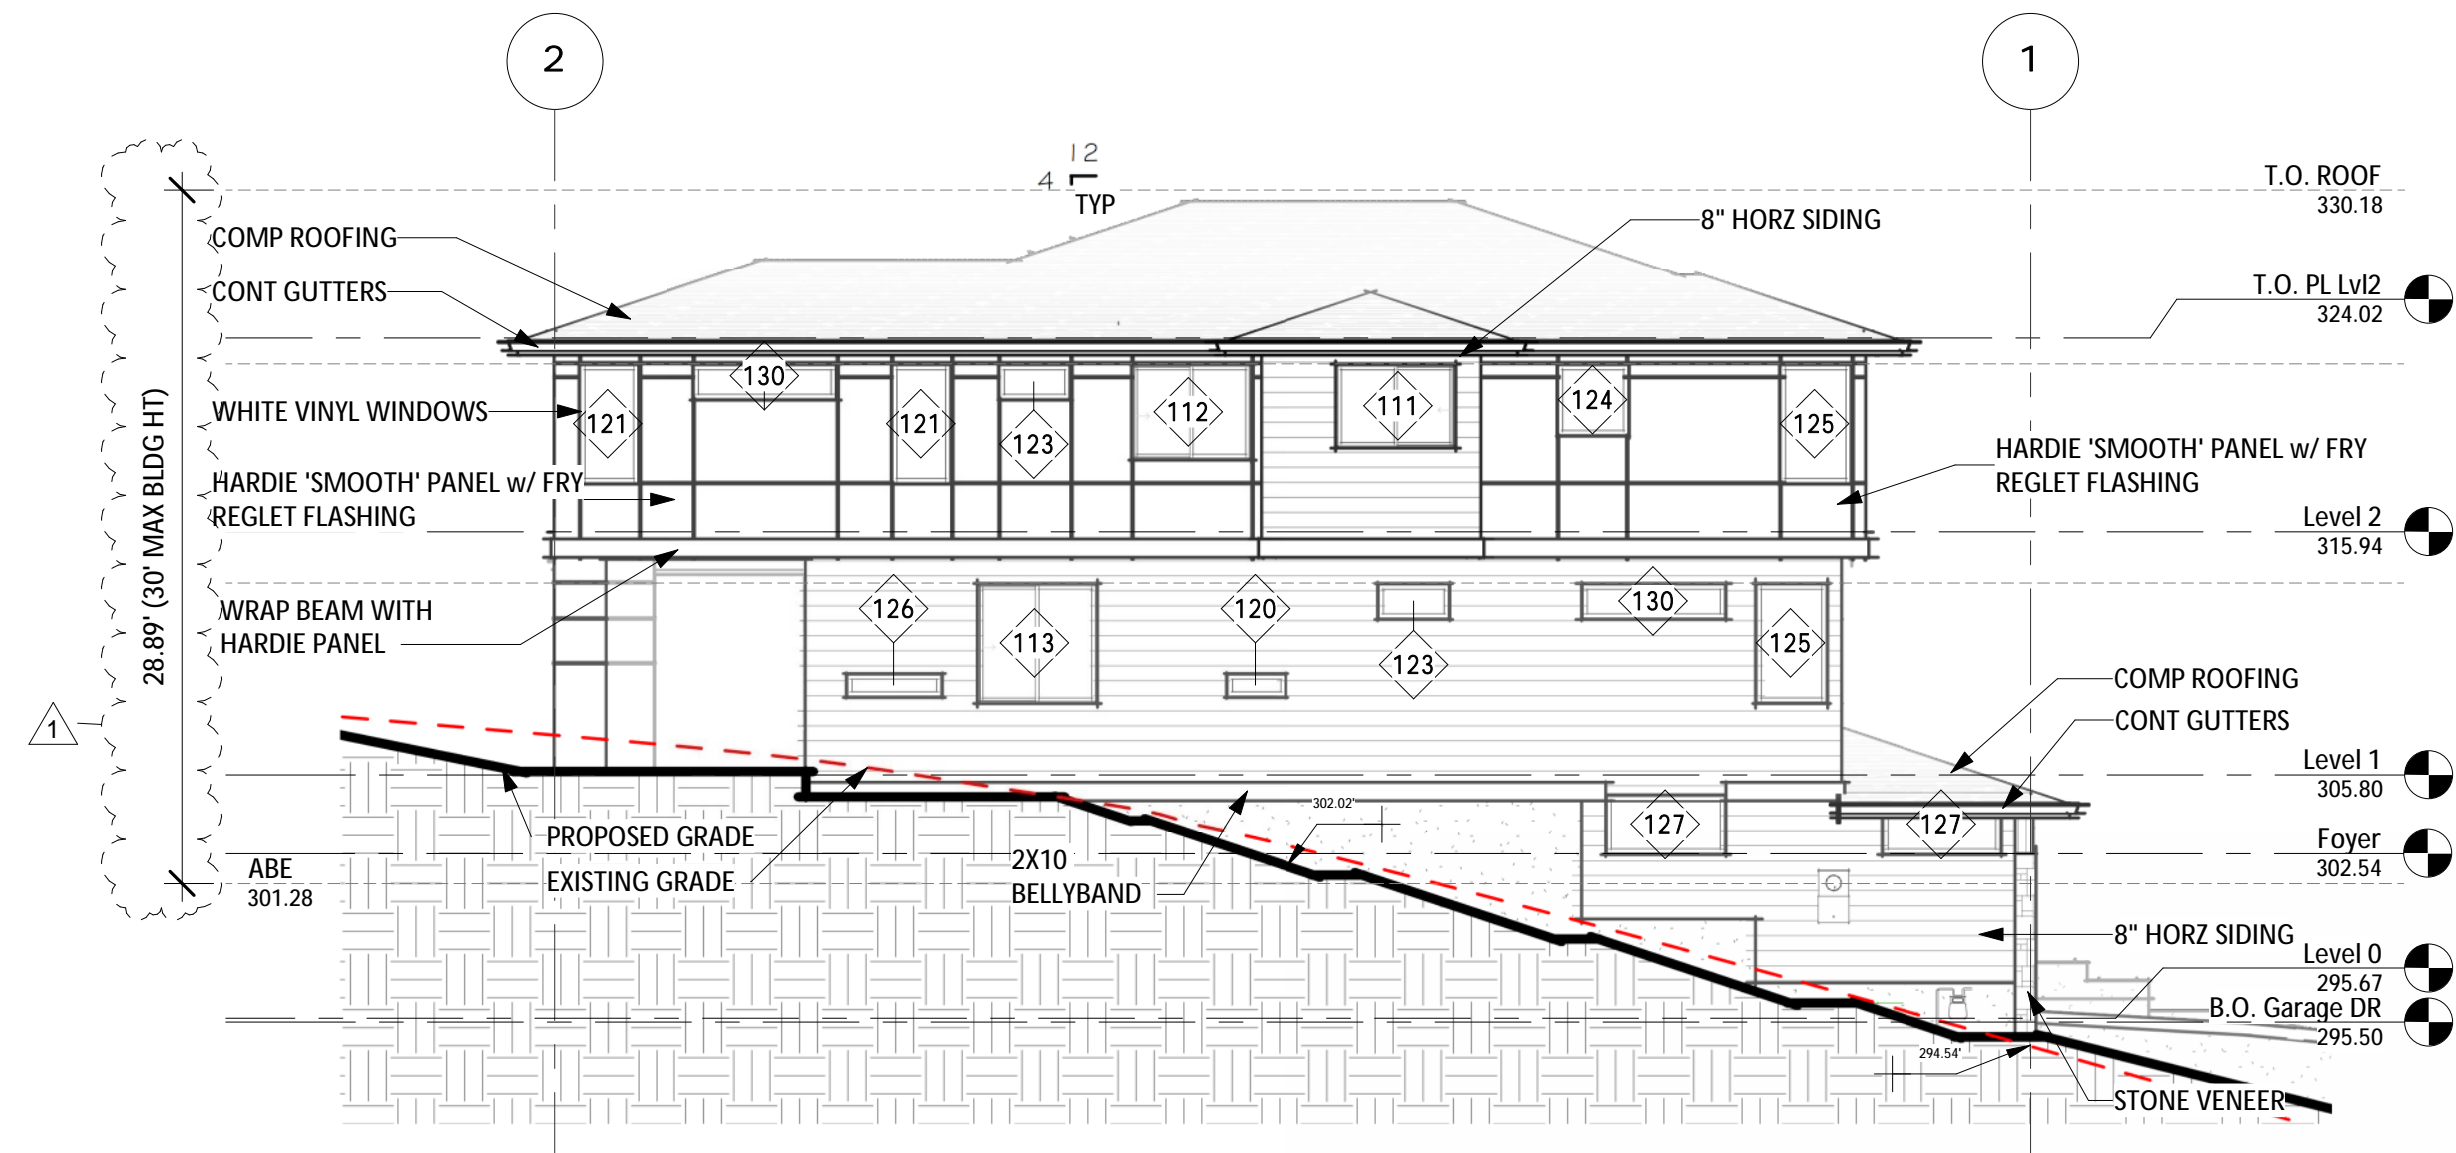 2
1
12
4
TYP
T.O. ROOF
330.18
COMP ROOFING
8" HORZ SIDING
CONT GUTTERS
T.O. PL Lvl2
324.02
28.89' (30' MAX BLDG HT)
WHITE VINYL WINDOWS
121
130
121
123
112
111
124
125
HARDIE 'SMOOTH' PANEL w/ FRY
REGLET FLASHING
HARDIE 'SMOOTH' PANEL w/ FRY
REGLET FLASHING
Level 2
315.94
WRAP BEAM WITH
HARDIE PANEL
126
113
120
123
130
125
COMP ROOFING
CONT GUTTERS
1
Level 1
305.80
302.02'
127
127
PROPOSED GRADE
EXISTING GRADE
2X10
BELLYBAND
Foyer
302.54
ABE
301.28
8" HORZ SIDING
Level 0
295.67
B.O. Garage DR
295.50
294.54'
STONE VENEER